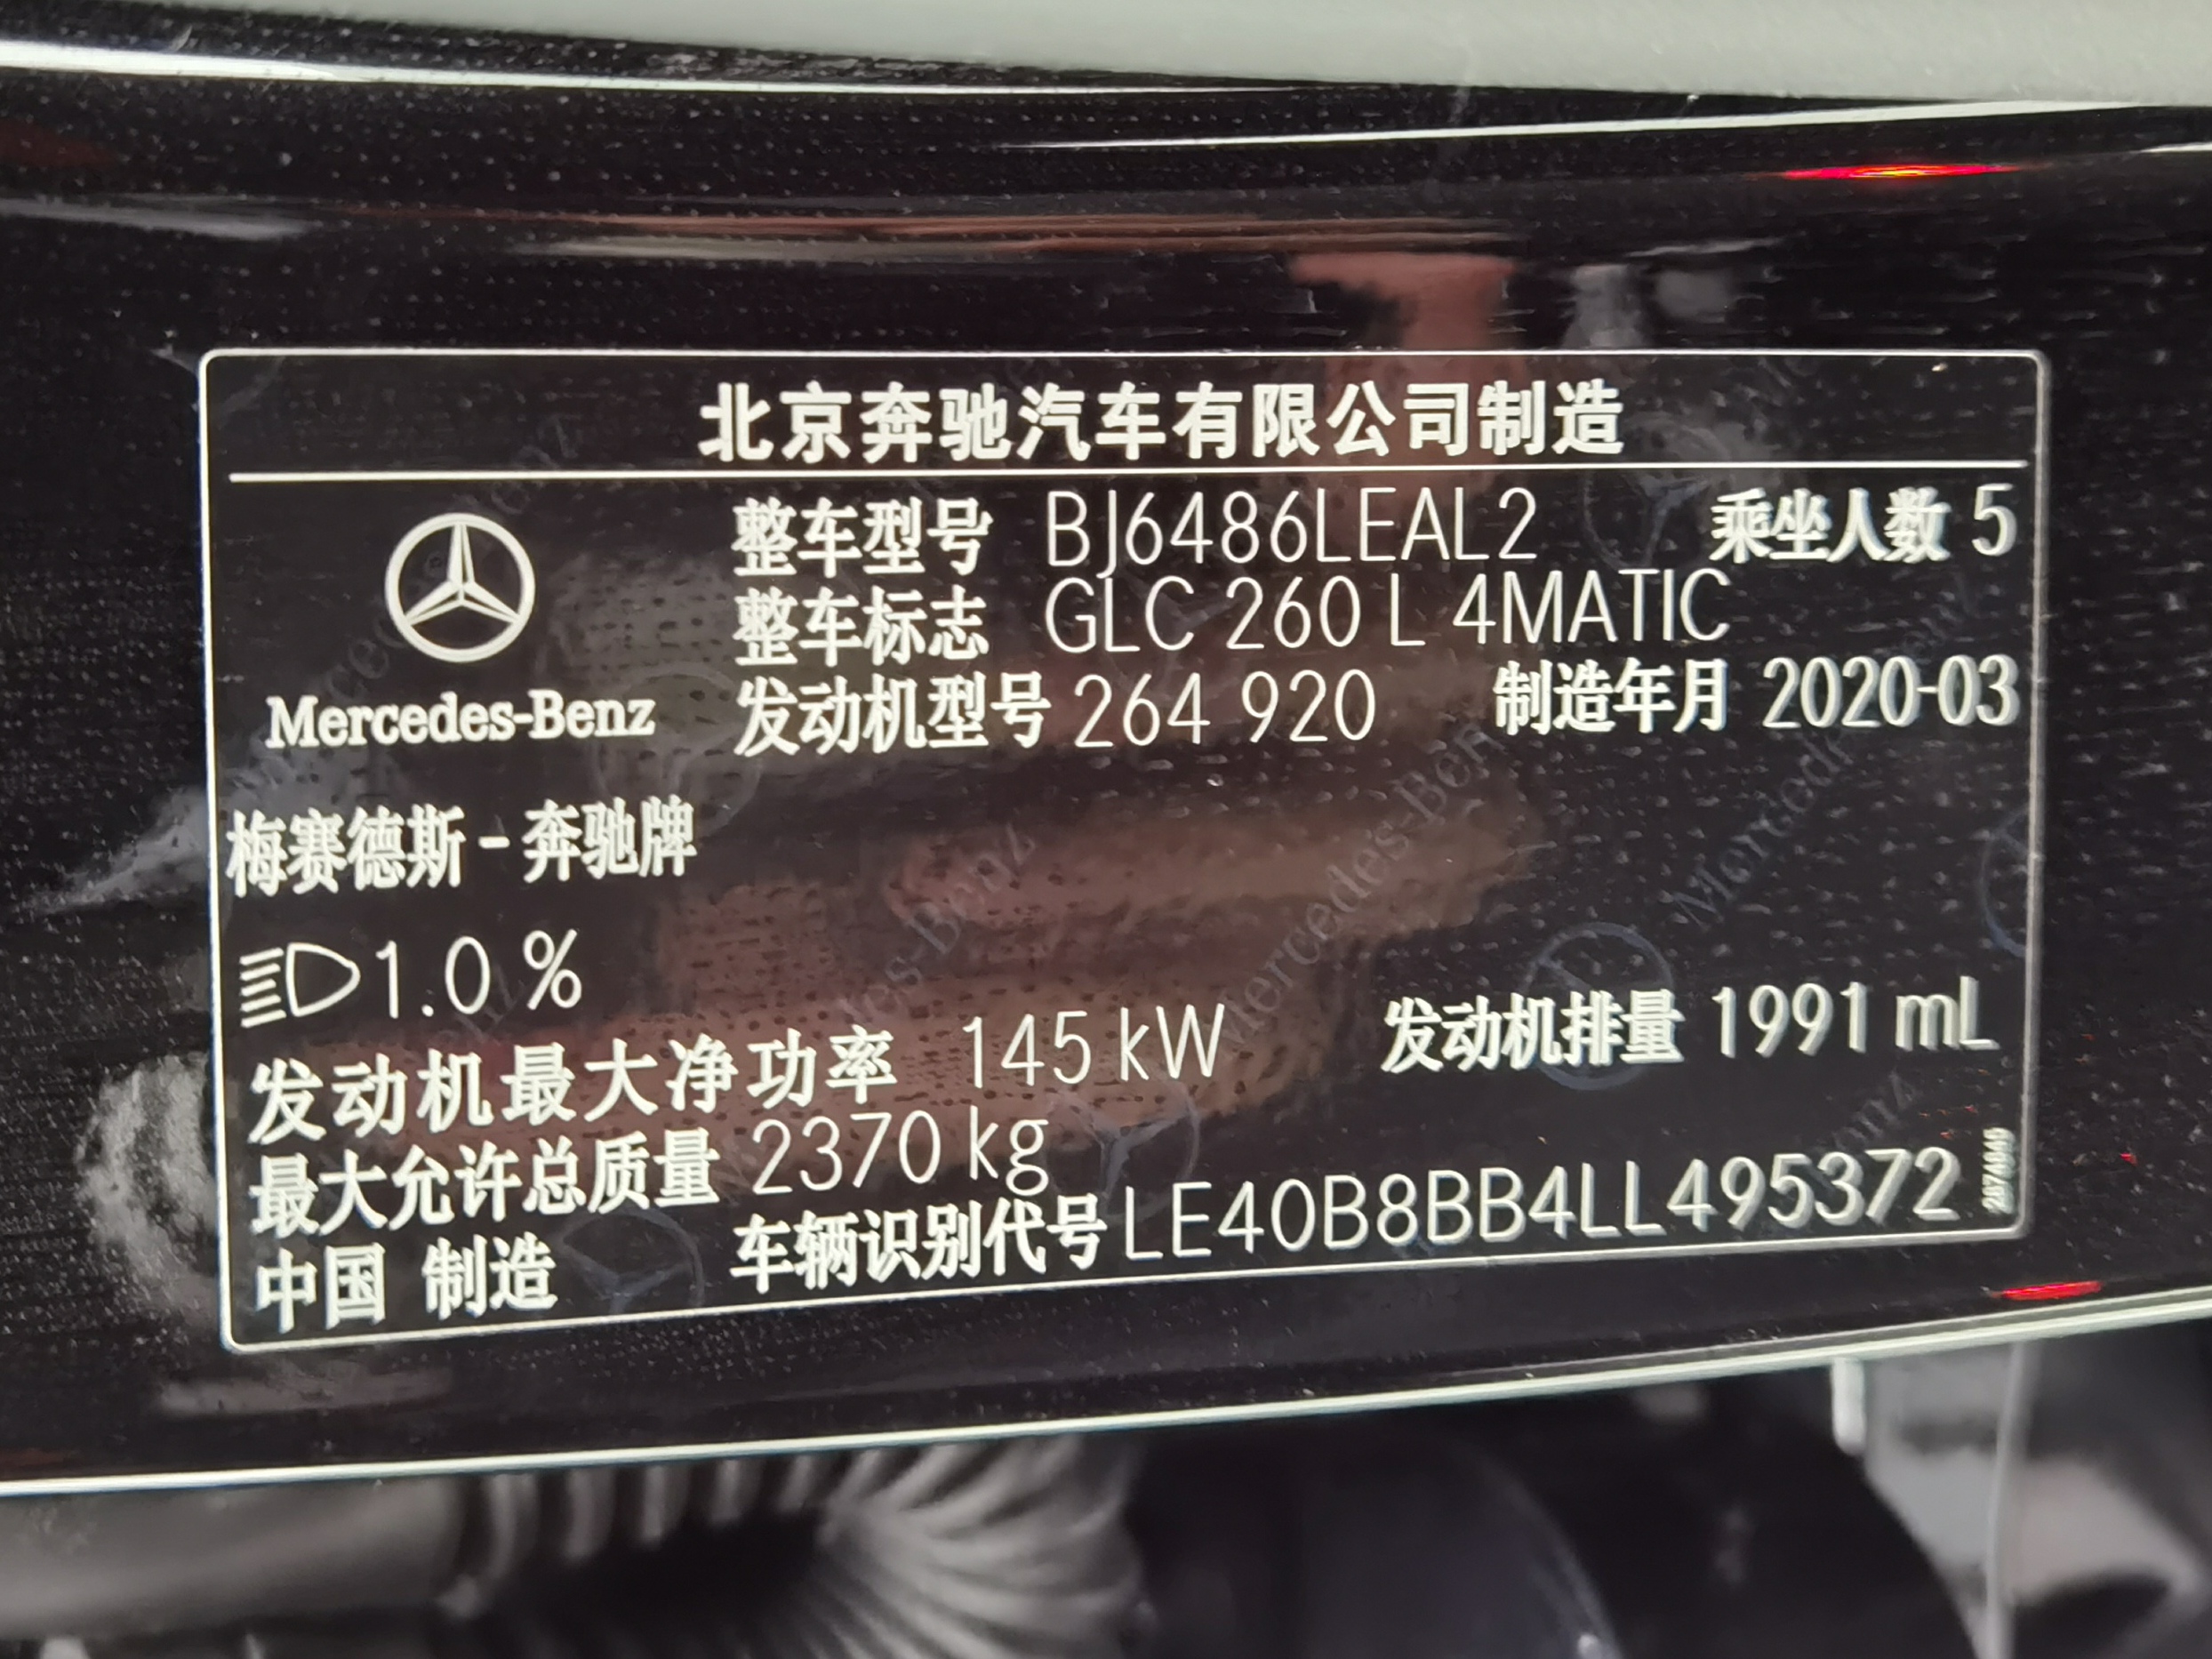 北京奔驰汽车有限公司制造
整车型号 BJ6486LEAL2 乘坐人数 5
整车标志 GLC 260 L 4MATIC
发动机型号 264 920 制造年月 2020-03
Mercedes-Benz
梅赛德斯-奔驰牌
1.0 %
发动机最大净功率 145 kW 发动机排量 1991 mL
最大允许总质量 2370 kg
中国 制造 车辆识别代号 LE40B8BB4LL495372